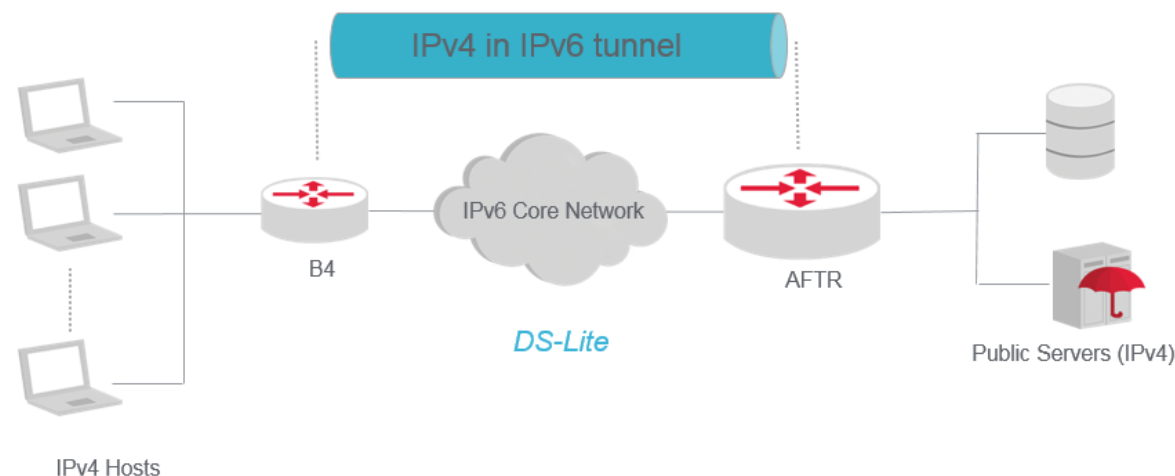 IPv4 in IPv6 tunnel
IPv6 Core Network
B4
AFTR
DS-Lite
Public Servers (IPv4)
IPv4 Hosts